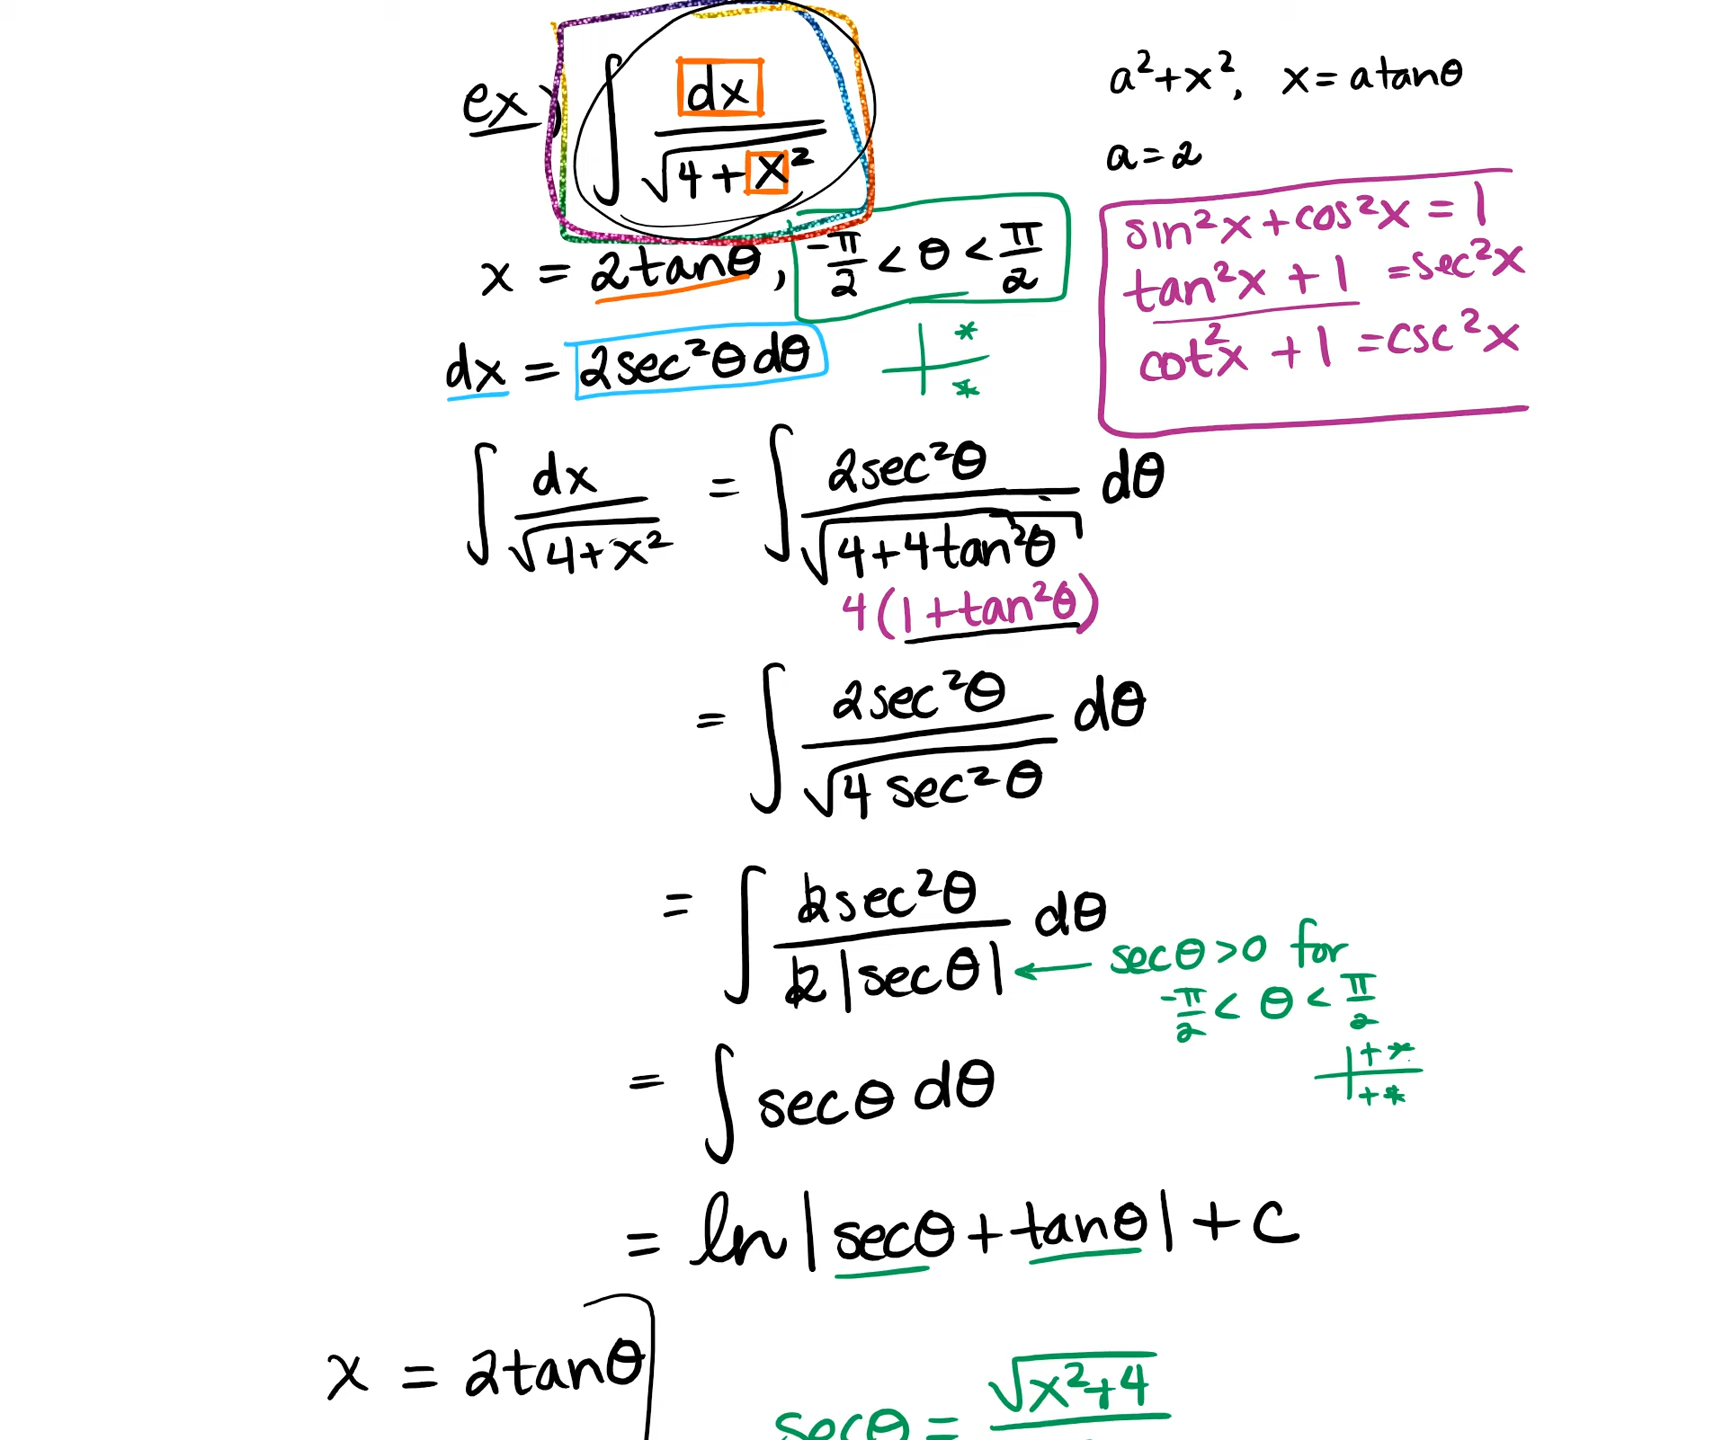 ex) ∫ dx / √(4+x²)
a²+x², x = a tanθ
a = 2
sin²x + cos²x = 1
tan²x + 1 = sec²x
cot²x + 1 = csc²x
x = 2tanθ, -π/2 < θ < π/2
dx = 2sec²θ dθ
∫ dx / √(4+x²) = ∫ 2sec²θ / √(4+4tan²θ) dθ
4(1+tan²θ)
= ∫ 2sec²θ / √(4 sec²θ) dθ
= ∫ 2sec²θ / 2|secθ| dθ ← secθ > 0 for
-π/2 < θ < π/2
+ *
+ *
= ∫ secθ dθ
= ln|secθ + tanθ| + C
x = 2tanθ
secθ = √(x²+4)